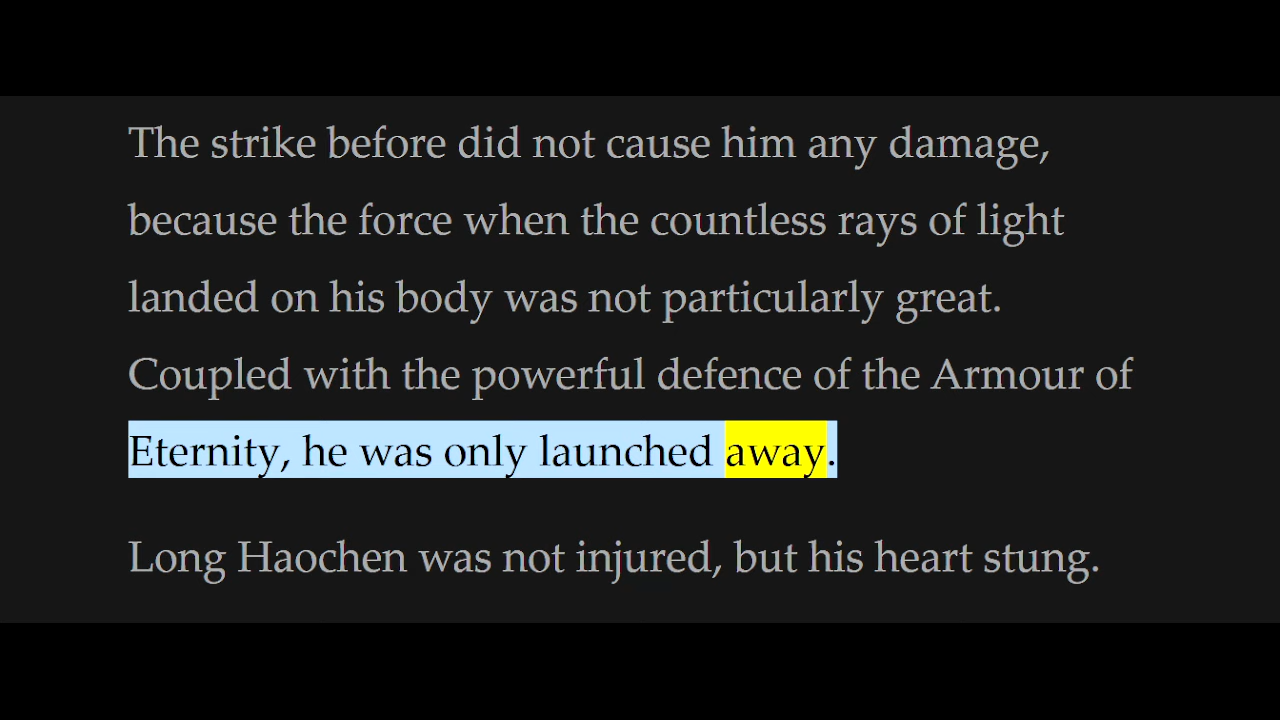 The strike before did not cause him any damage,
because the force when the countless rays of light
landed on his body was not particularly great.
Coupled with the powerful defence of the Armour of
Eternity, he was only launched away.
Long Haochen was not injured, but his heart stung.